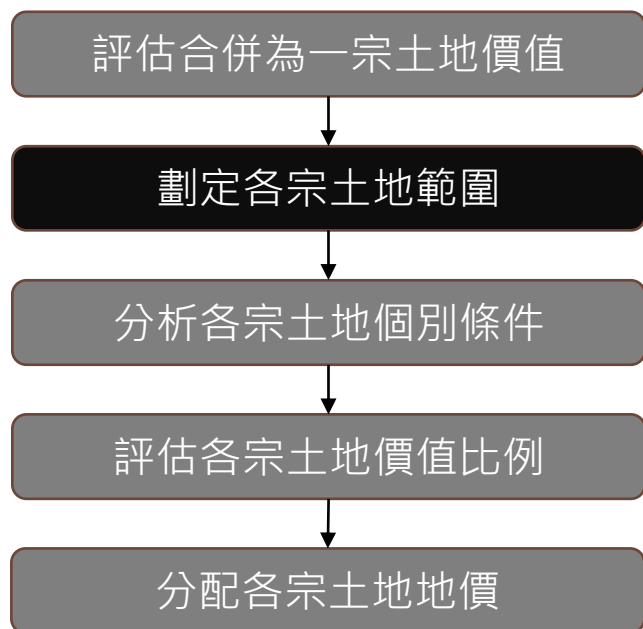 評估合併為一宗土地價值
劃定各宗土地範圍
分析各宗土地個別條件
評估各宗土地價值比例
分配各宗土地地價